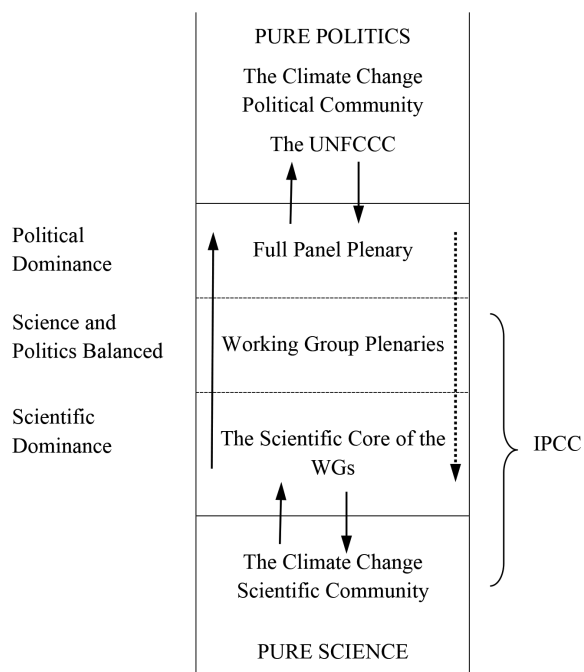 PURE POLITICS
The Climate Change
Political Community
The UNFCCC
Political
Dominance
Full Panel Plenary
Science and
Politics Balanced
Working Group Plenaries
Scientific
Dominance
The Scientific Core of the
WGs
IPCC
The Climate Change
Scientific Community
PURE SCIENCE